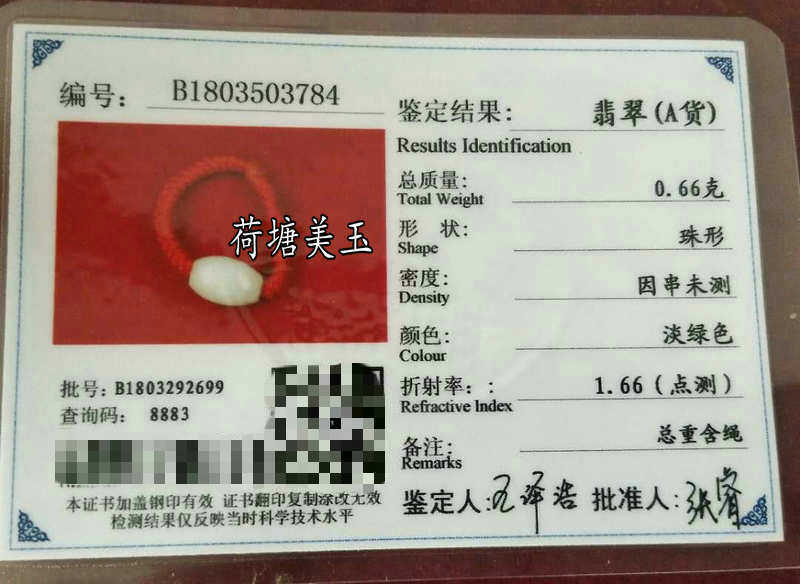 编号: B1803503784
荷塘美玉
批号: B1803292699
查询码: 8883
本证书加盖钢印有效 证书翻印复制涂改无效
检测结果仅反映当时科学技术水平
鉴定结果: 翡翠(A货)
Results Identification
总质量: 0.66克
Total Weight
形 状: 珠形
Shape
密度: 因串未测
Density
颜色: 淡绿色
Colour
折射率: : 1.66 (点测)
Refractive Index
备注: 总重含绳
Remarks
鉴定人: 王泽浩 批准人: 张睿